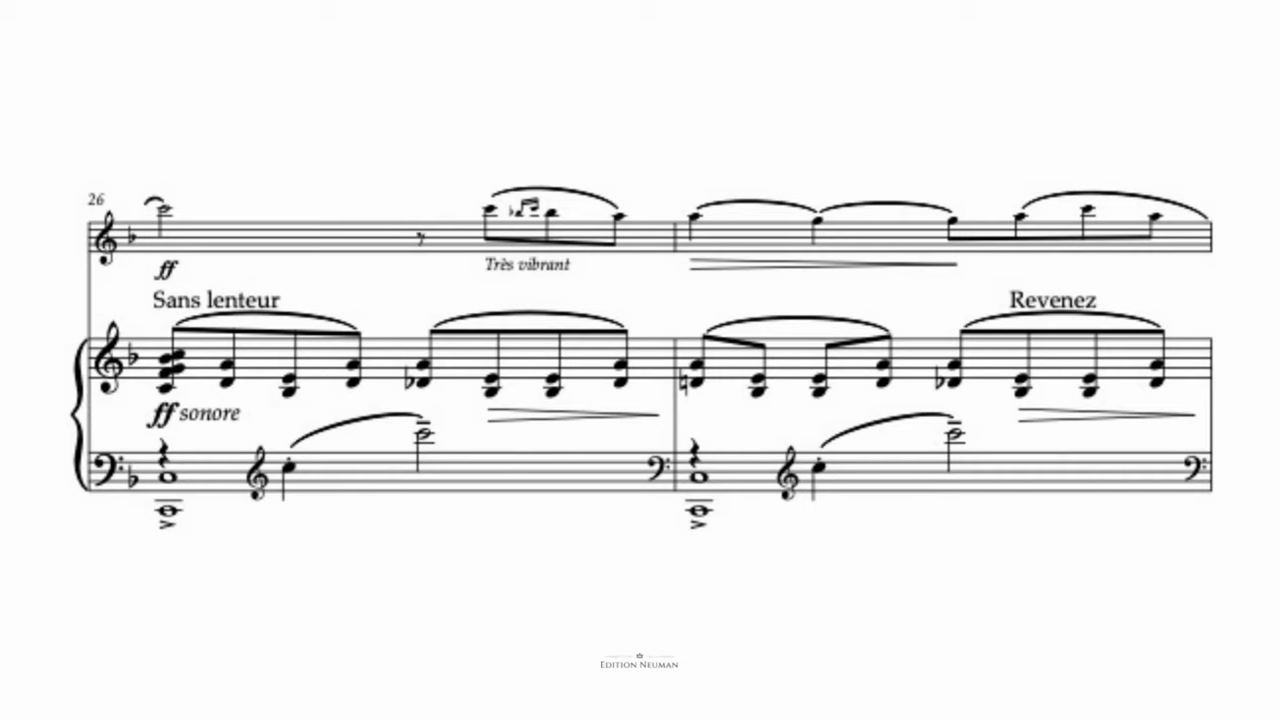 26
ff
Très vibrant
Sans lenteur
Revenez
ff sonore
EDITION NEUMAN